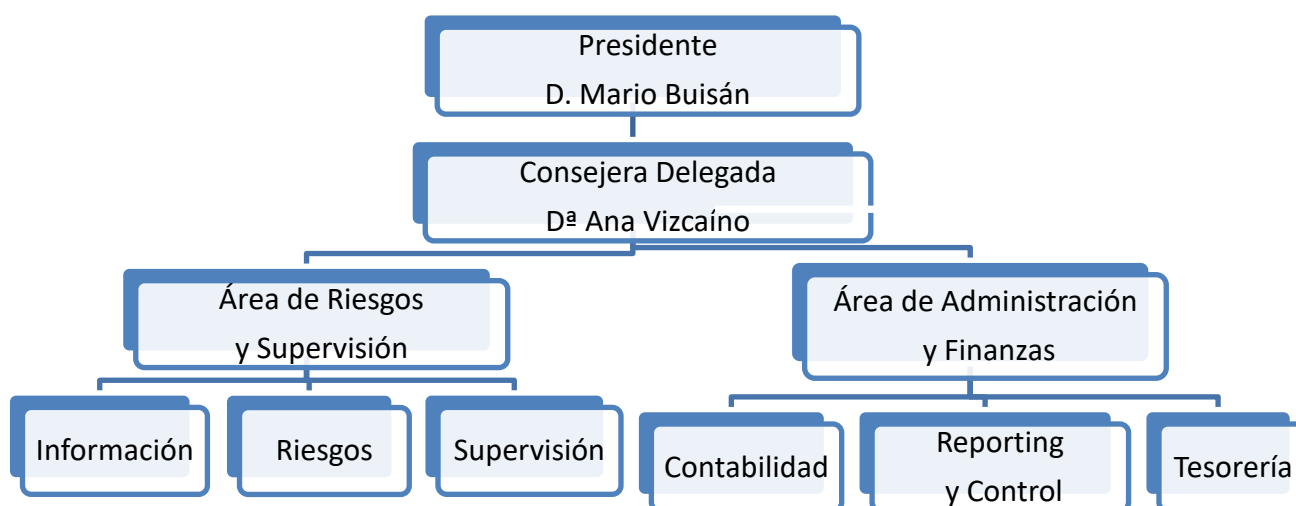 Presidente
D. Mario Buisán
Consejera Delegada
Dª Ana Vizcaíno
Área de Riesgos
y Supervisión
Área de Administración
y Finanzas
Información
Riesgos
Supervisión
Contabilidad
Reporting
y Control
Tesorería